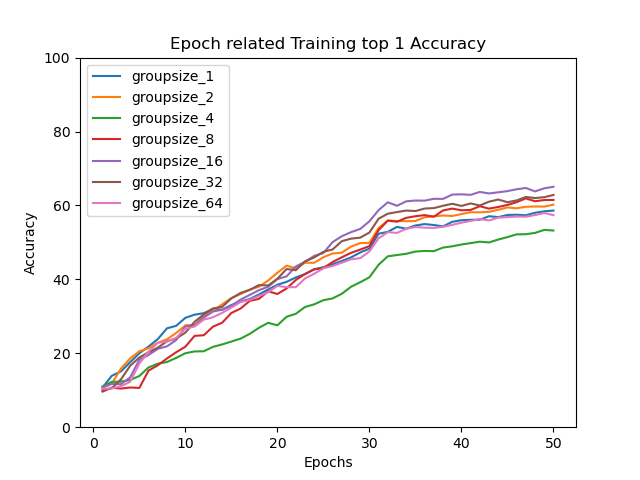 Epoch related Training top 1 Accuracy
100
80
60
40
20
0
Accuracy
groupsize_1
groupsize_2
groupsize_4
groupsize_8
groupsize_16
groupsize_32
groupsize_64
0 10 20 30 40 50
Epochs